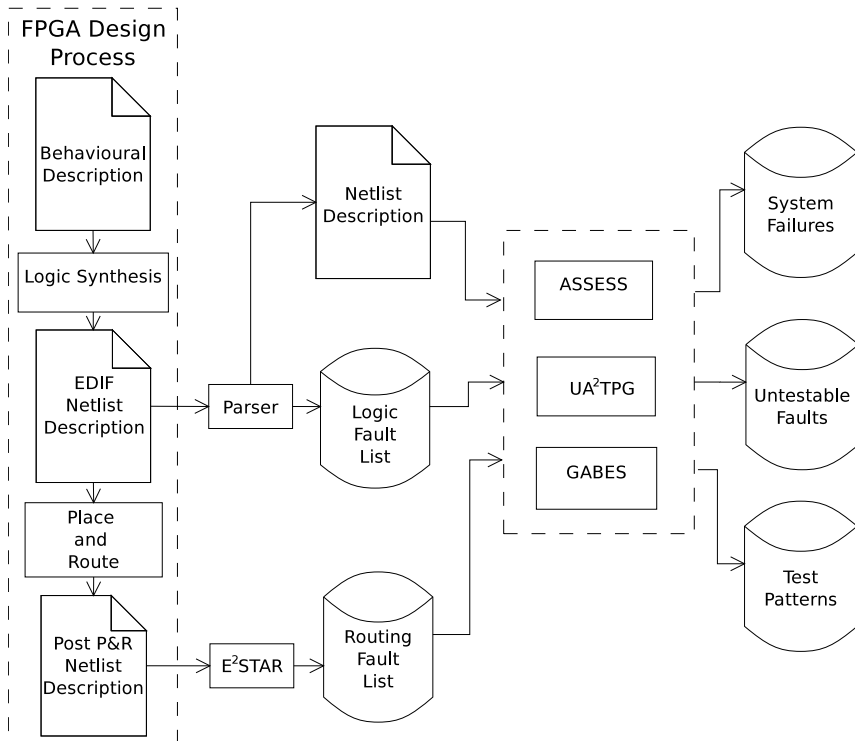 FPGA Design
Process
Behavioural
Description
Logic Synthesis
EDIF
Netlist
Description
Place
and
Route
Post P&R
Netlist
Description
Parser
E²STAR
Netlist
Description
Logic
Fault
List
Routing
Fault
List
ASSESS
UA²TPG
GABES
System
Failures
Untestable
Faults
Test
Patterns